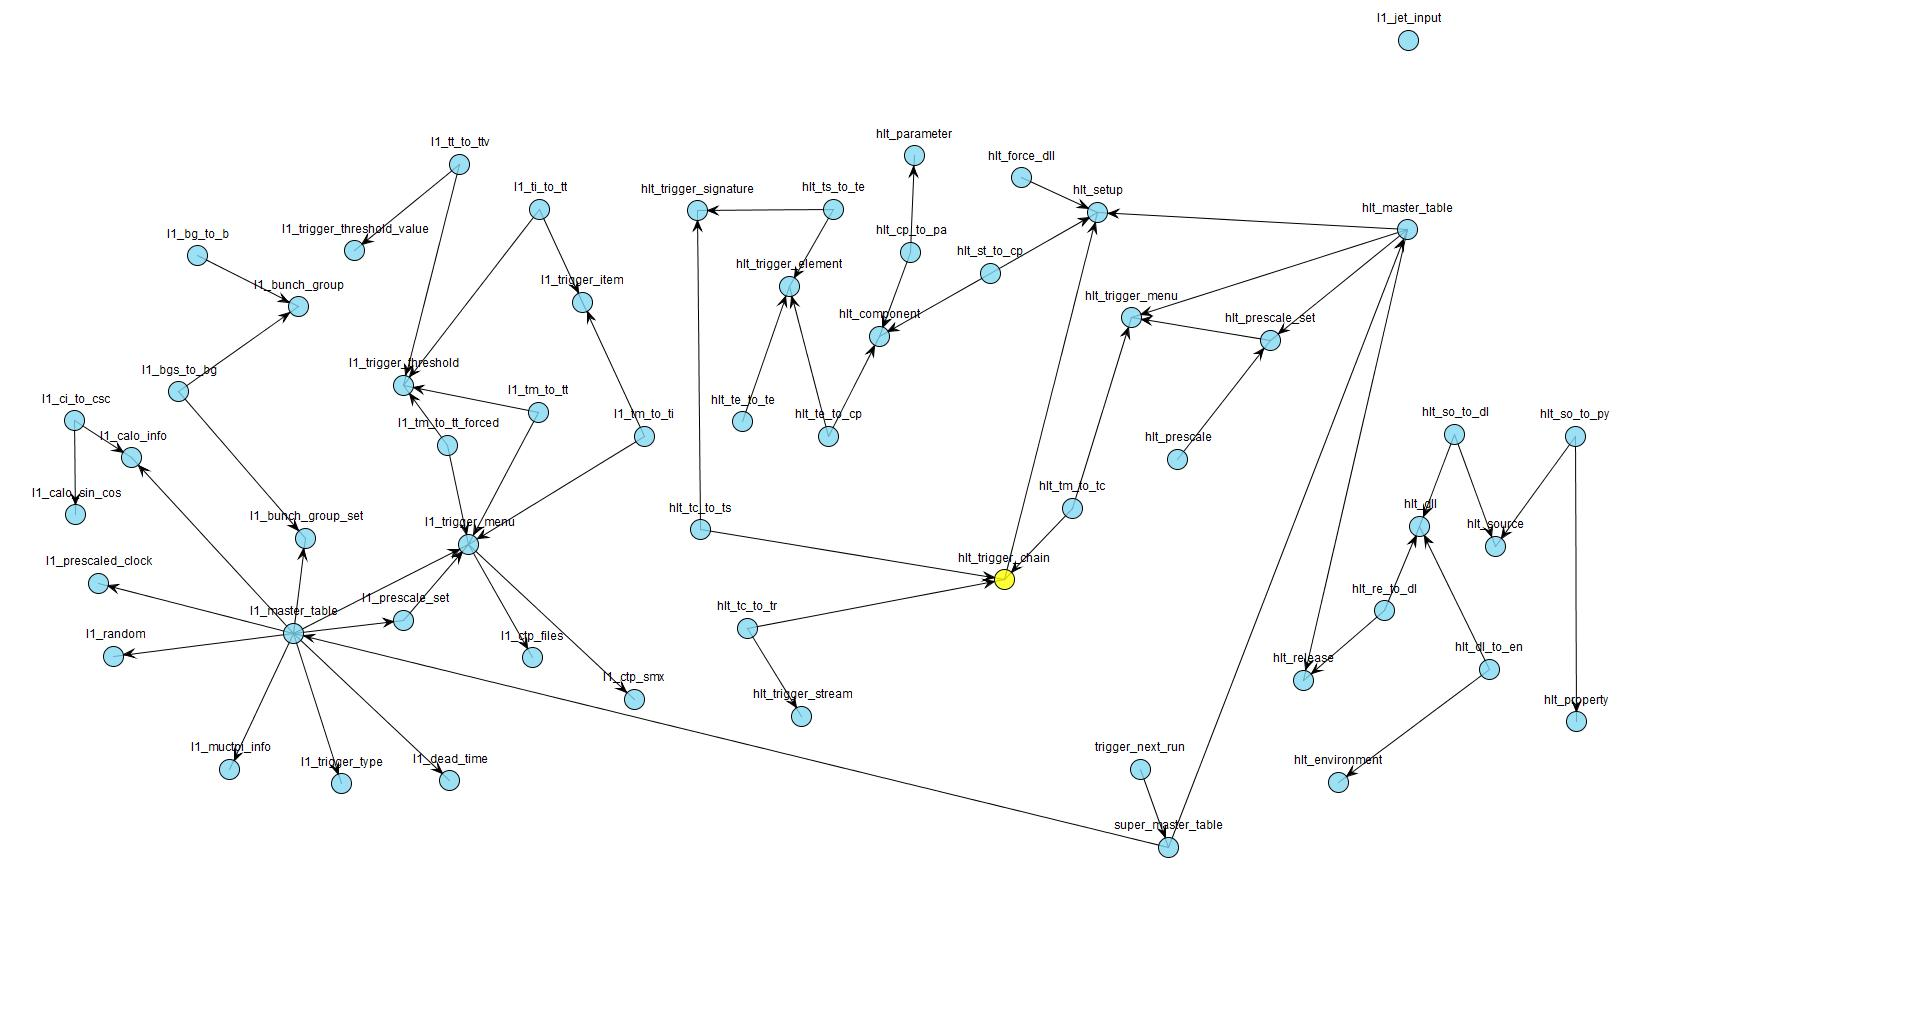 l1_jet_input
hlt_parameter
l1_tt_to_ttv
hlt_force_dll
l1_ti_to_tt
hlt_trigger_signature
hlt_ts_to_te
hlt_setup
hlt_master_table
l1_bg_to_b
l1_trigger_threshold_value
hlt_cp_to_pa
hlt_st_to_cp
hlt_trigger_element
l1_bunch_group
l1_trigger_item
hlt_trigger_menu
hlt_component
hlt_prescale_set
l1_trigger_threshold
l1_bgs_to_bg
l1_tm_to_tt
l1_ci_to_csc
hlt_te_to_te
hlt_te_to_cp
l1_tm_to_ti
hlt_so_to_dl
hlt_so_to_py
l1_tm_to_tt_forced
l1_calo_info
hlt_prescale
l1_calo_sin_cos
hlt_tm_to_tc
hlt_tc_to_ts
hlt_dll
l1_bunch_group_set
l1_trigger_menu
hlt_source
l1_prescaled_clock
hlt_trigger_chain
hlt_re_to_dl
l1_prescale_set
hlt_tc_to_tr
l1_master_table
l1_random
l1_ctp_files
hlt_dl_to_en
hlt_release
l1_ctp_smx
hlt_trigger_stream
hlt_property
l1_muctpi_info
trigger_next_run
l1_trigger_type
l1_dead_time
hlt_environment
super_master_table